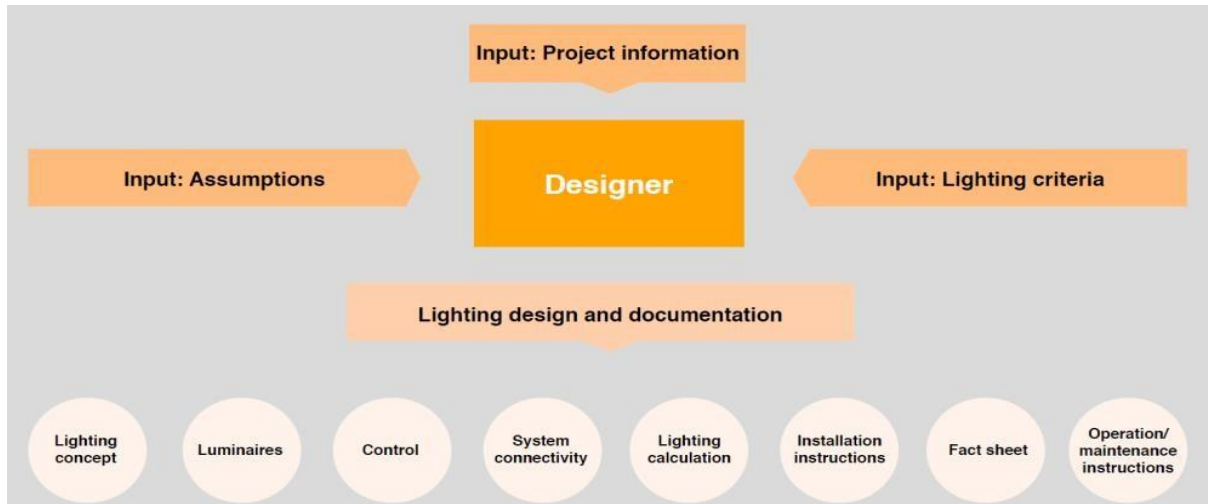 Input: Project information
Input: Assumptions
Designer
Input: Lighting criteria
Lighting design and documentation
Lighting
concept
Luminaires
Control
System
connectivity
Lighting
calculation
Installation
instructions
Fact sheet
Operation/
maintenance
instructions